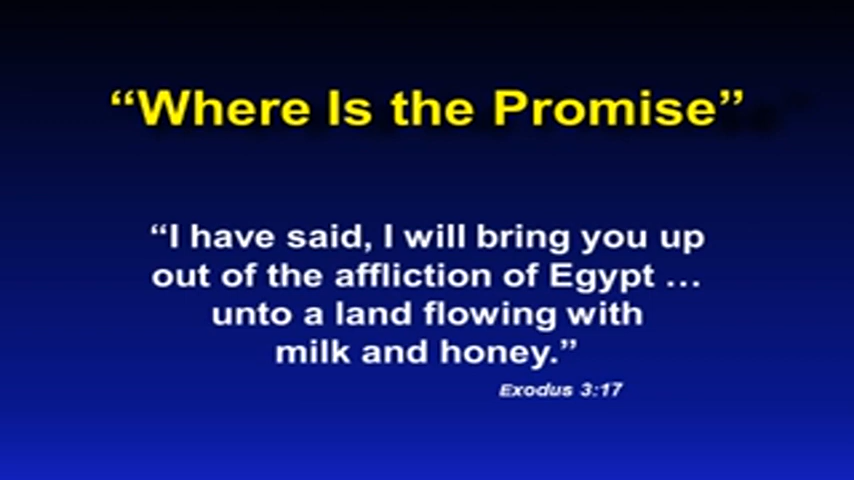 “Where Is the Promise”
“I have said, I will bring you up
out of the affliction of Egypt ...
unto a land flowing with
milk and honey.”
Exodus 3:17